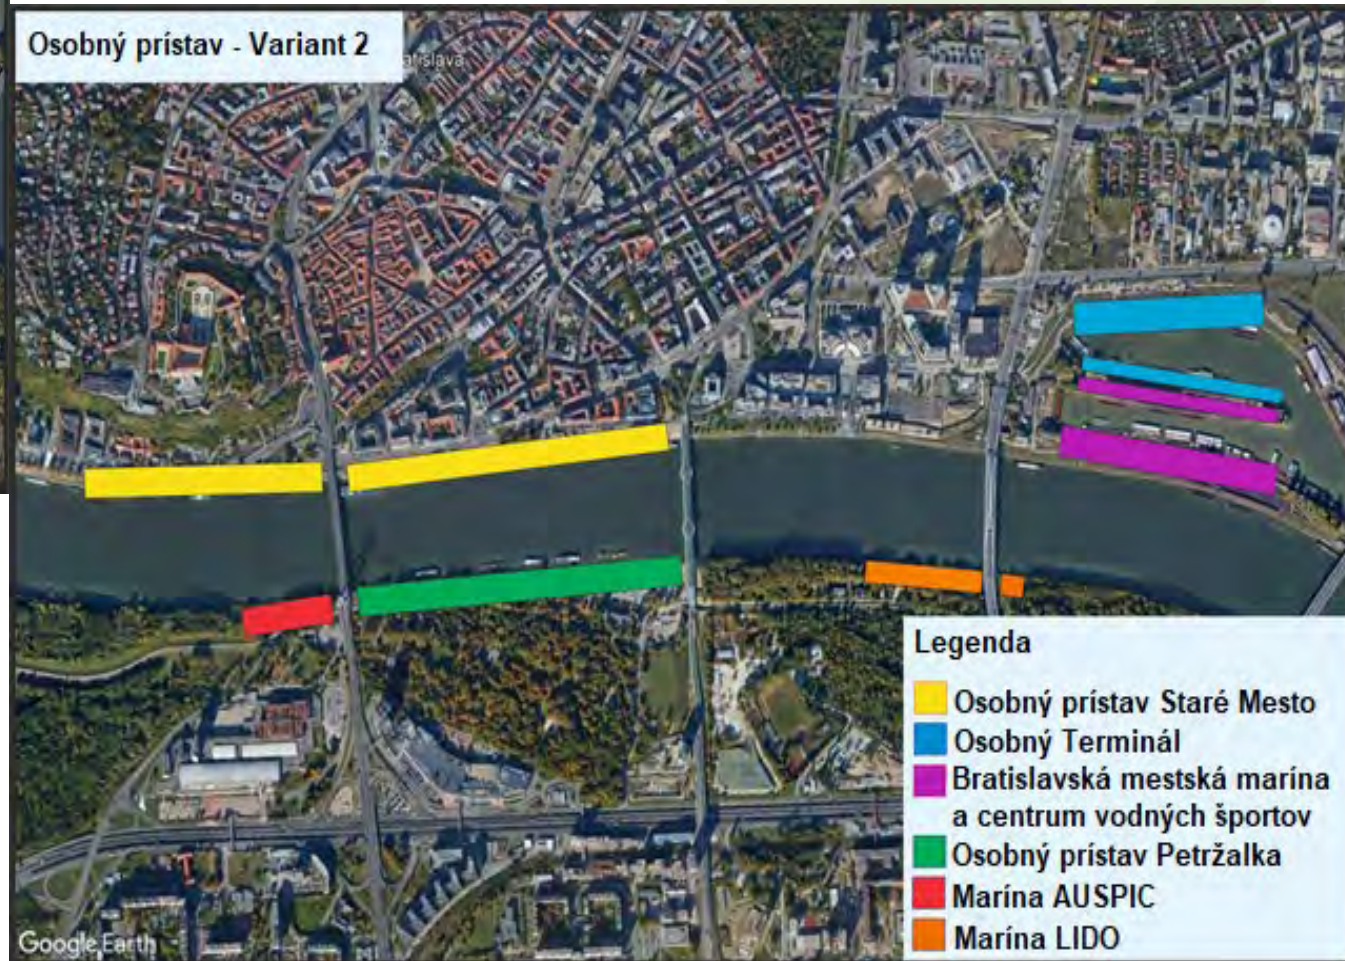 Osobný prístav - Variant 2
Legenda
Osobný prístav Staré Mesto
Osobný Terminál
Bratislavská mestská marína
a centrum vodných športov
Osobný prístav Petržalka
Marína AUSPIC
Marína LIDO
Google Earth